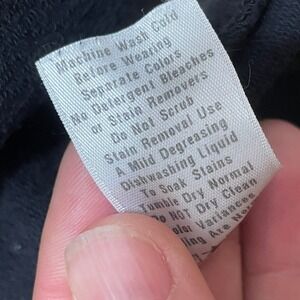 Machine Wash Cold
Before Wearing
Separate Colors
No Detergent Bleaches
or Stain Removers
Do Not Scrub
Stain Removal Use
A Mild Degreasing
Dishwashing Liquid
To Soak Stains
Tumble Dry Normal
Do NOT Dry Clean
Variances
Are